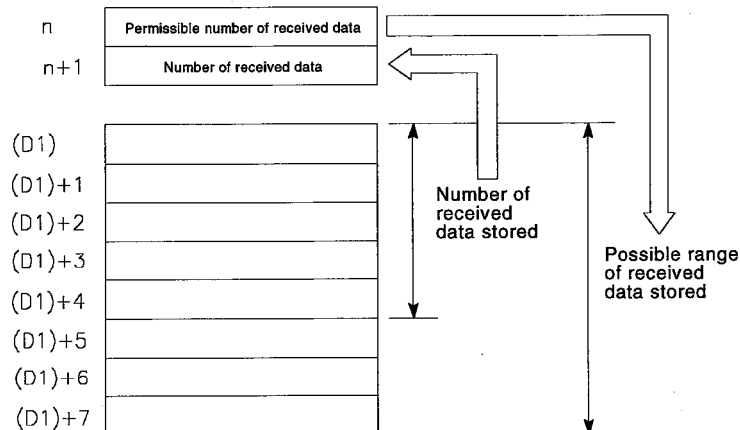 n
Permissible number of received data
n+1
Number of received data
(D1)
(D1)+1
(D1)+2
(D1)+3
(D1)+4
(D1)+5
(D1)+6
(D1)+7
Number of
received
data stored
Possible range
of received
data stored